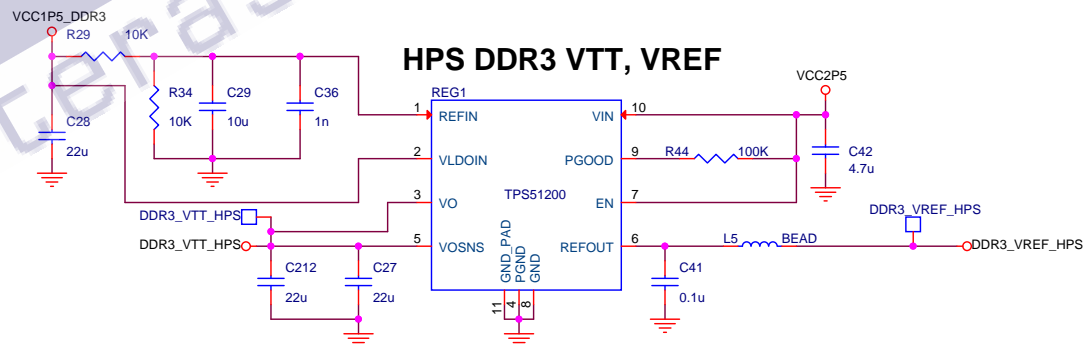 VCC1P5_DDR3
R29 10K
HPS DDR3 VTT, VREF
VCC2P5
R34
10K
C29
10u
C36
1n
C28
22u
REG1
1 REFIN
2 VLDOIN
3 VO
5 VOSNS
TPS51200
VIN 10
PGOOD 9
EN 7
REFOUT 6
GND_PAD
PGND
GND
11
4
8
R44 100K
C42
4.7u
DDR3_VTT_HPS
DDR3_VTT_HPS
C212
22u
C27
22u
C41
0.1u
L5 BEAD
DDR3_VREF_HPS
DDR3_VREF_HPS
teras